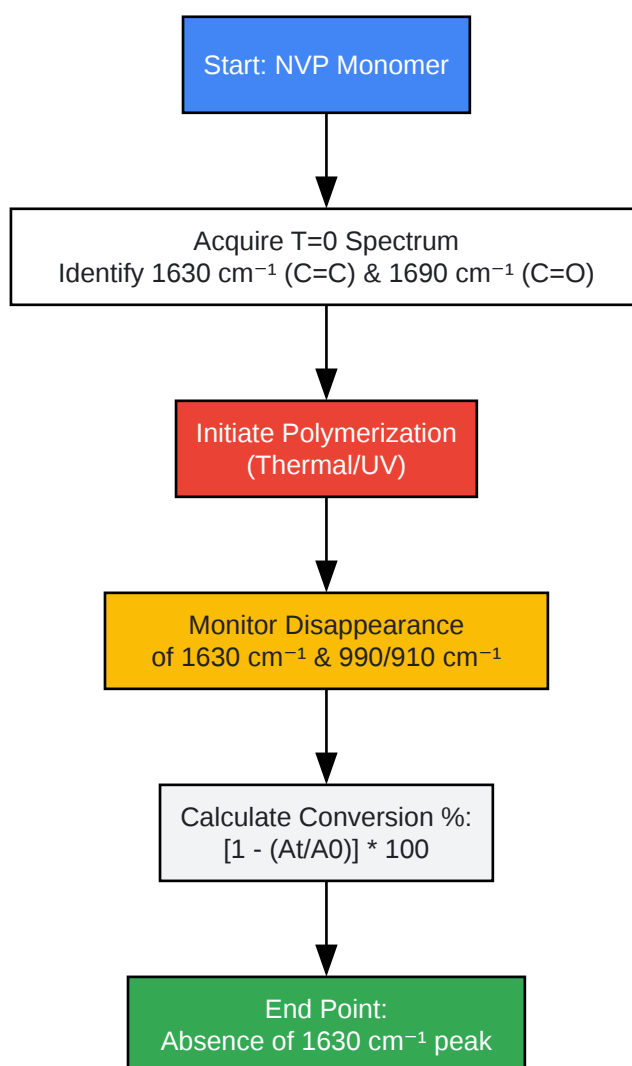 Start: NVP Monomer
Acquire T=0 Spectrum
Identify 1630 cm⁻¹ (C=C) & 1690 cm⁻¹ (C=O)
Initiate Polymerization
(Thermal/UV)
Monitor Disappearance
of 1630 cm⁻¹ & 990/910 cm⁻¹
Calculate Conversion %:
[1 - (At/A0)] * 100
End Point:
Absence of 1630 cm⁻¹ peak